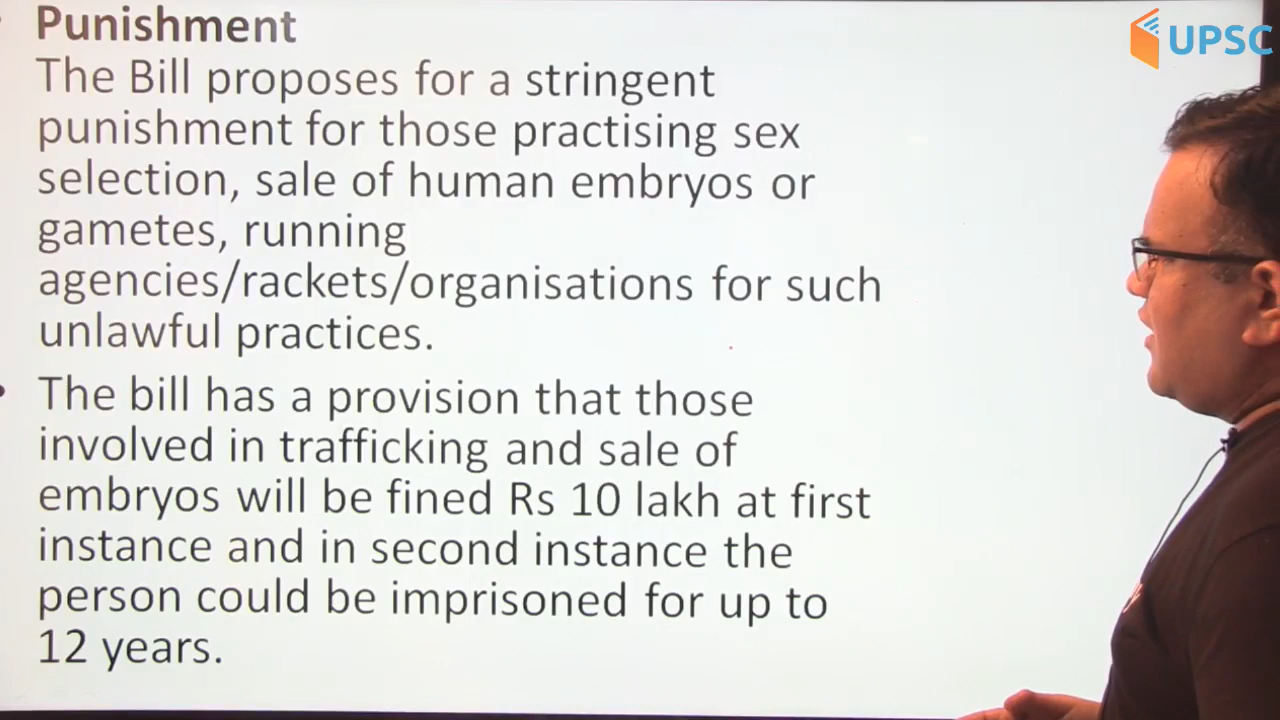 UPSC
Punishment
The Bill proposes for a stringent
punishment for those practising sex
selection, sale of human embryos or
gametes, running
agencies/rackets/organisations for such
unlawful practices.
• The bill has a provision that those
involved in trafficking and sale of
embryos will be fined Rs 10 lakh at first
instance and in second instance the
person could be imprisoned for up to
12 years.